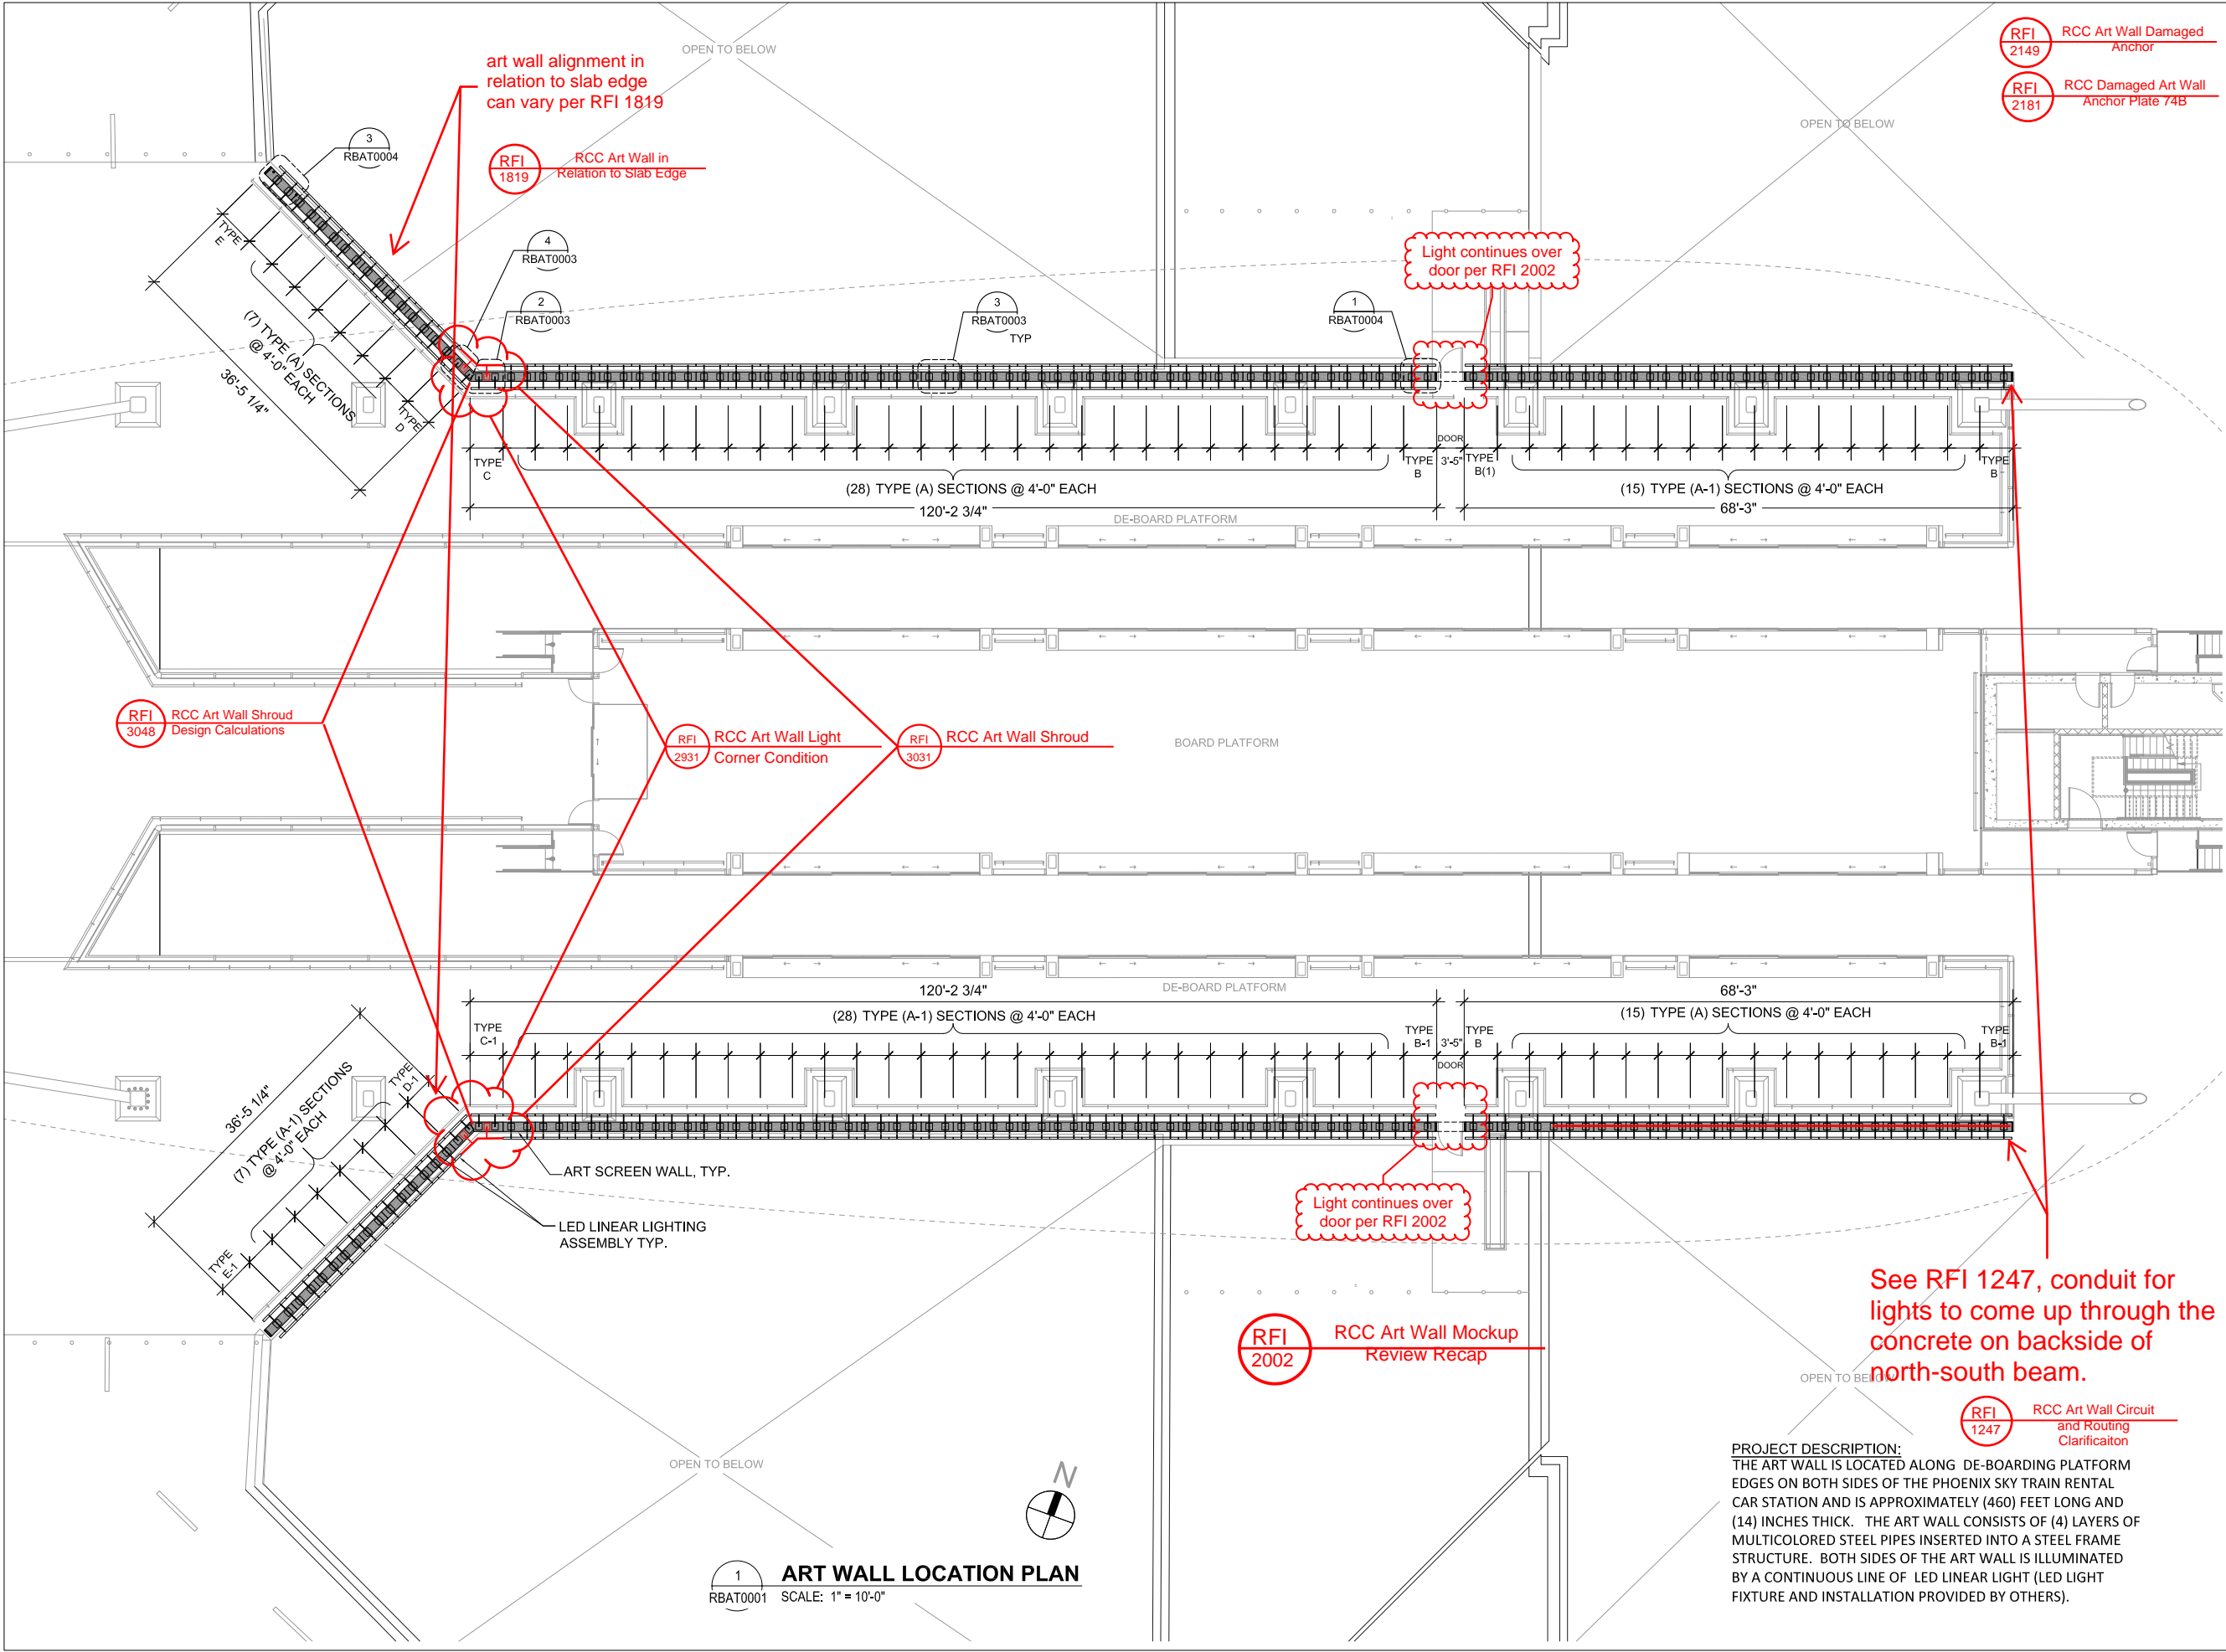 OPEN TO BELOW
art wall alignment in
relation to slab edge
can vary per RFI 1819
RFI
1819
RCC Art Wall in
Relation to Slab Edge
RFI
2149
RCC Art Wall Damaged
Anchor
RFI
2181
RCC Damaged Art Wall
Anchor Plate 74B
OPEN TO BELOW
3
RBAT0004
4
RBAT0003
2
RBAT0003
3
RBAT0003
TYP
1
RBAT0004
Light continues over
door per RFI 2002
TYPE
E
(7) TYPE (A) SECTIONS
@ 4'-0" EACH
36'-5 1/4"
TYPE
D
TYPE
C
(28) TYPE (A) SECTIONS @ 4'-0" EACH
120'-2 3/4"
TYPE
B
DOOR
3'-5"
TYPE
B(1)
(15) TYPE (A-1) SECTIONS @ 4'-0" EACH
68'-3"
TYPE
B
DE-BOARD PLATFORM
RFI
3048
RCC Art Wall Shroud
Design Calculations
RFI
2931
RCC Art Wall Light
Corner Condition
RFI
3031
RCC Art Wall Shroud
BOARD PLATFORM
120'-2 3/4"
DE-BOARD PLATFORM
68'-3"
(28) TYPE (A-1) SECTIONS @ 4'-0" EACH
(15) TYPE (A) SECTIONS @ 4'-0" EACH
TYPE
C-1
TYPE
B-1
3'-5"
DOOR
TYPE
B
TYPE
B-1
36'-5 1/4"
(7) TYPE (A-1) SECTIONS
@ 4'-0" EACH
TYPE
D-1
TYPE
E-1
ART SCREEN WALL, TYP.
LED LINEAR LIGHTING
ASSEMBLY TYP.
Light continues over
door per RFI 2002
RFI
2002
RCC Art Wall Mockup
Review Recap
See RFI 1247, conduit for
lights to come up through the
concrete on backside of
north-south beam.
OPEN TO BELOW
RFI
1247
RCC Art Wall Circuit
and Routing
Clarificaiton
OPEN TO BELOW
N
PROJECT DESCRIPTION:
THE ART WALL IS LOCATED ALONG DE-BOARDING PLATFORM
EDGES ON BOTH SIDES OF THE PHOENIX SKY TRAIN RENTAL
CAR STATION AND IS APPROXIMATELY (460) FEET LONG AND
(14) INCHES THICK. THE ART WALL CONSISTS OF (4) LAYERS OF
MULTICOLORED STEEL PIPES INSERTED INTO A STEEL FRAME
STRUCTURE. BOTH SIDES OF THE ART WALL IS ILLUMINATED
BY A CONTINUOUS LINE OF LED LINEAR LIGHT (LED LIGHT
FIXTURE AND INSTALLATION PROVIDED BY OTHERS).
1
RBAT0001
ART WALL LOCATION PLAN
SCALE: 1" = 10'-0"